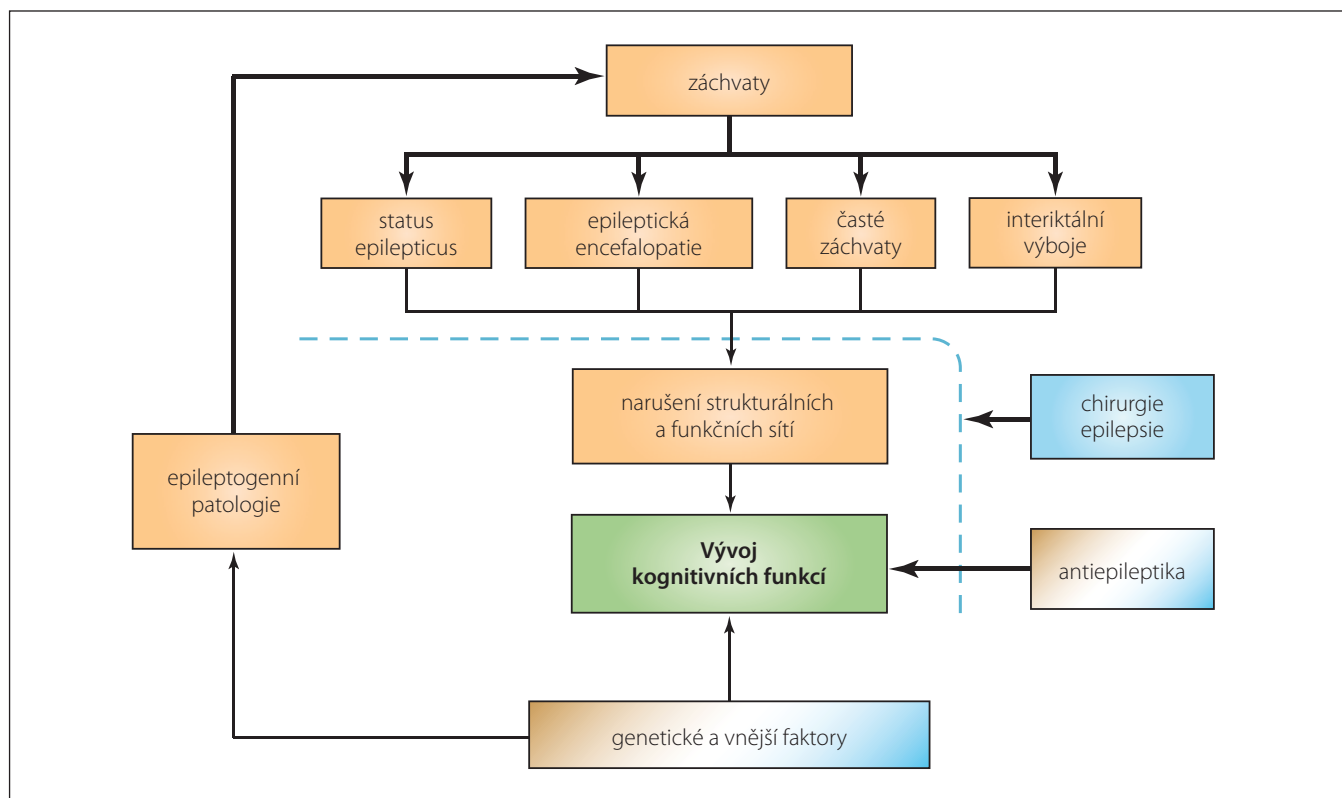 záchvaty
status
epilepticus
epileptická
encefalopatie
časté
záchvaty
interiktální
výboje
narušení strukturálních
a funkčních sítí
chirurgie
epilepsie
epileptogenní
patologie
Vývoj
kognitivních funkcí
antiepileptika
genetické a vnější faktory